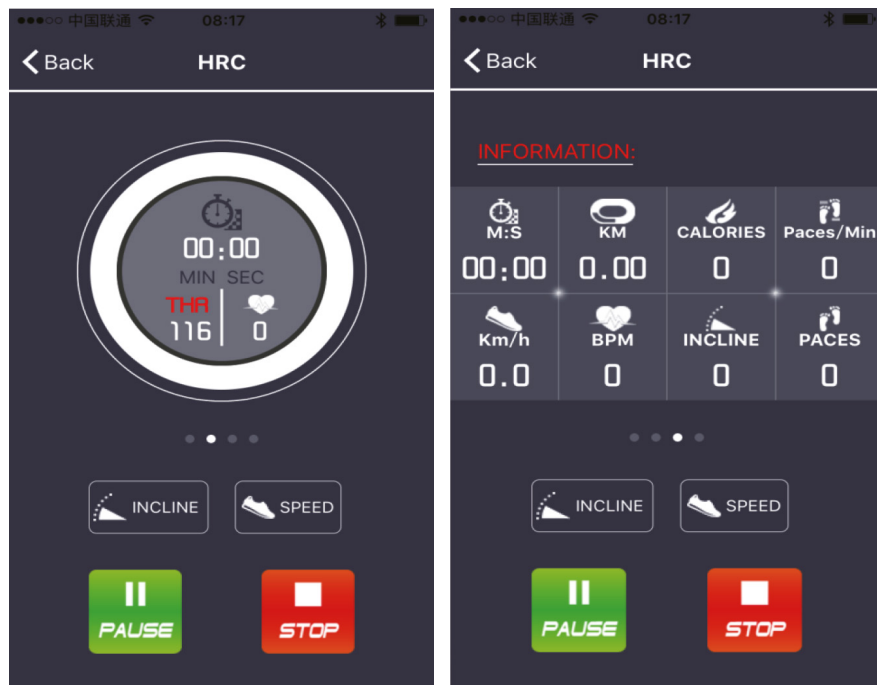 中国联通 08:17
Back HRC
00:00
MIN SEC
THR
116 0
INCLINE SPEED
PAUSE STOP
中国联通 08:17
Back HRC
INFORMATION:
M:S KM CALORIES Paces/Min
00:00 0.00 0 0
Km/h BPM INCLINE PACES
0.0 0 0 0
INCLINE SPEED
PAUSE STOP